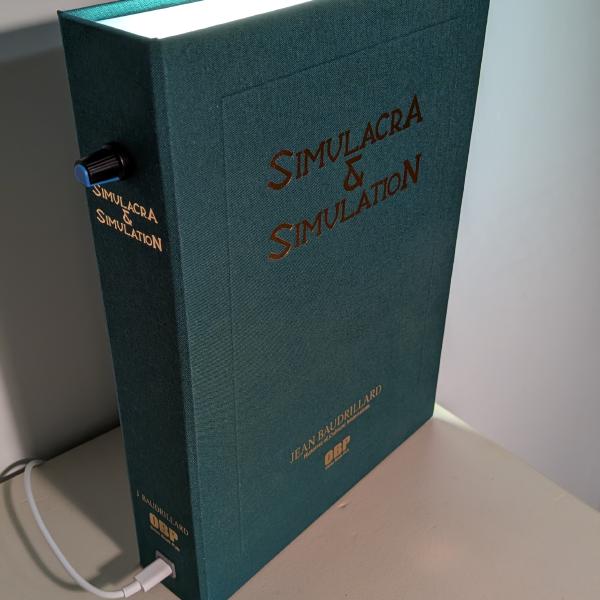 SIMULACRA
&
SIMULATION
JEAN BAUDRILLARD
OBP
SIMULACRA
&
SIMULATION
J BAUDRILLARD
OBP